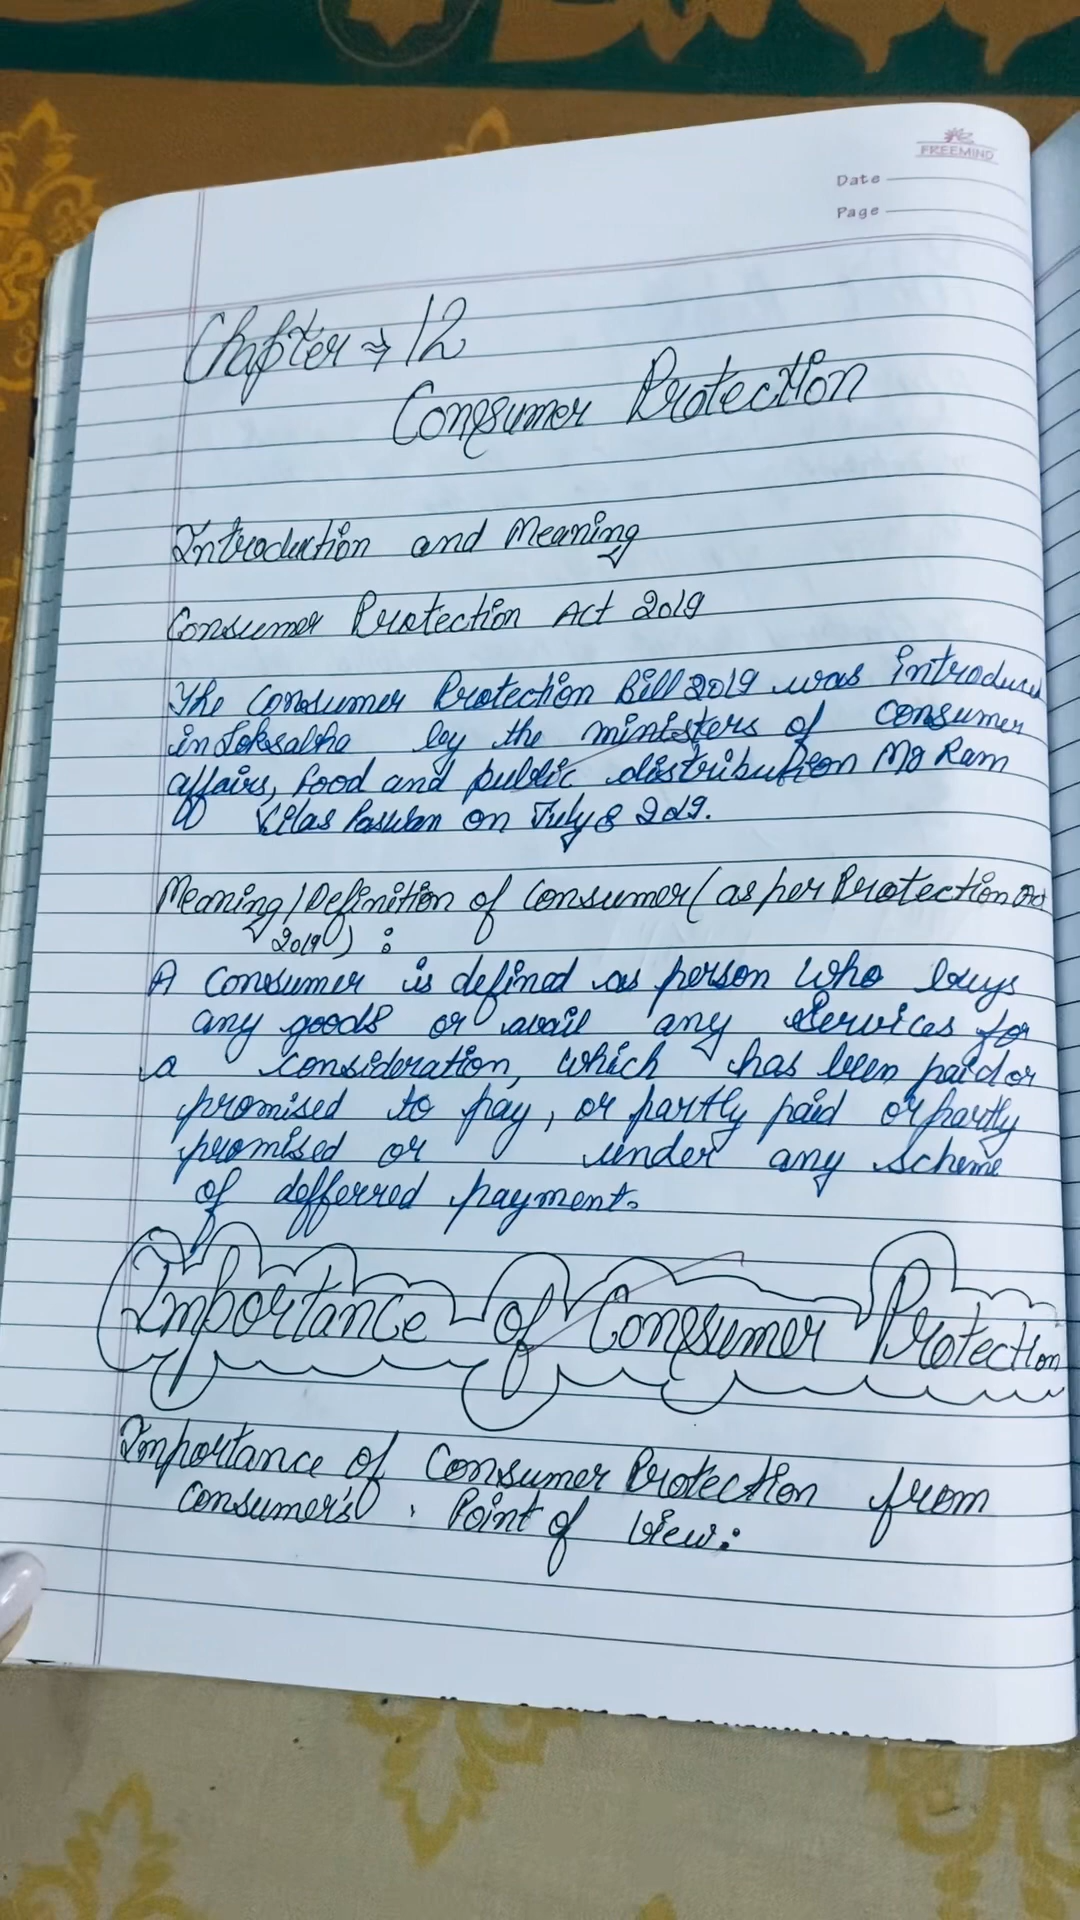 FREEMIND
Date
Page
Chapter → 12
Consumer Protection
Introduction and Meaning
Consumer Protection Act 2019
The Consumer Protection Bill 2019 was introduced
in Loksabha by the ministers of consumer
affairs, food and public distribution Mr Ram
Vilas Paswan on July 8 2019.
Meaning/Definition of Consumer (as per Protection Act
2019) :
A consumer is defined as person who buys
any goods or avail any services for
a consideration, which has been paid or
promised to pay, or partly paid or partly
promised or under any scheme
of defferred payment.
Importance of Consumer Protection
Importance of Consumer Protection from
consumer's Point of View: